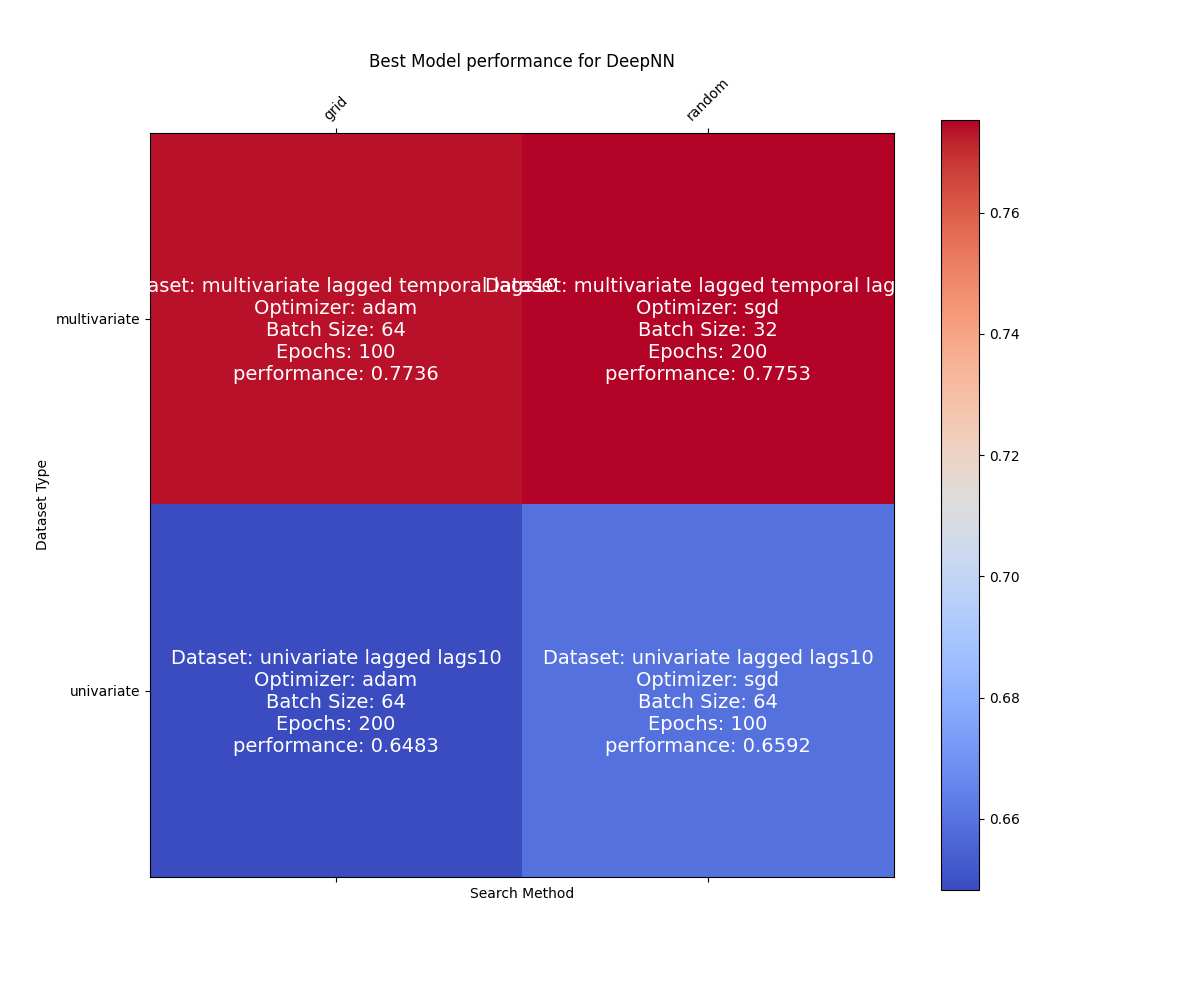 Best Model performance for DeepNN
grid
random
multivariate
aset: multivariate lagged temporal lags10
Optimizer: adam
Batch Size: 64
Epochs: 100
performance: 0.7736
Dataset: multivariate lagged temporal lag
Optimizer: sgd
Batch Size: 32
Epochs: 200
performance: 0.7753
Dataset Type
univariate
Dataset: univariate lagged lags10
Optimizer: adam
Batch Size: 64
Epochs: 200
performance: 0.6483
Dataset: univariate lagged lags10
Optimizer: sgd
Batch Size: 64
Epochs: 100
performance: 0.6592
Search Method
0.76
0.74
0.72
0.70
0.68
0.66